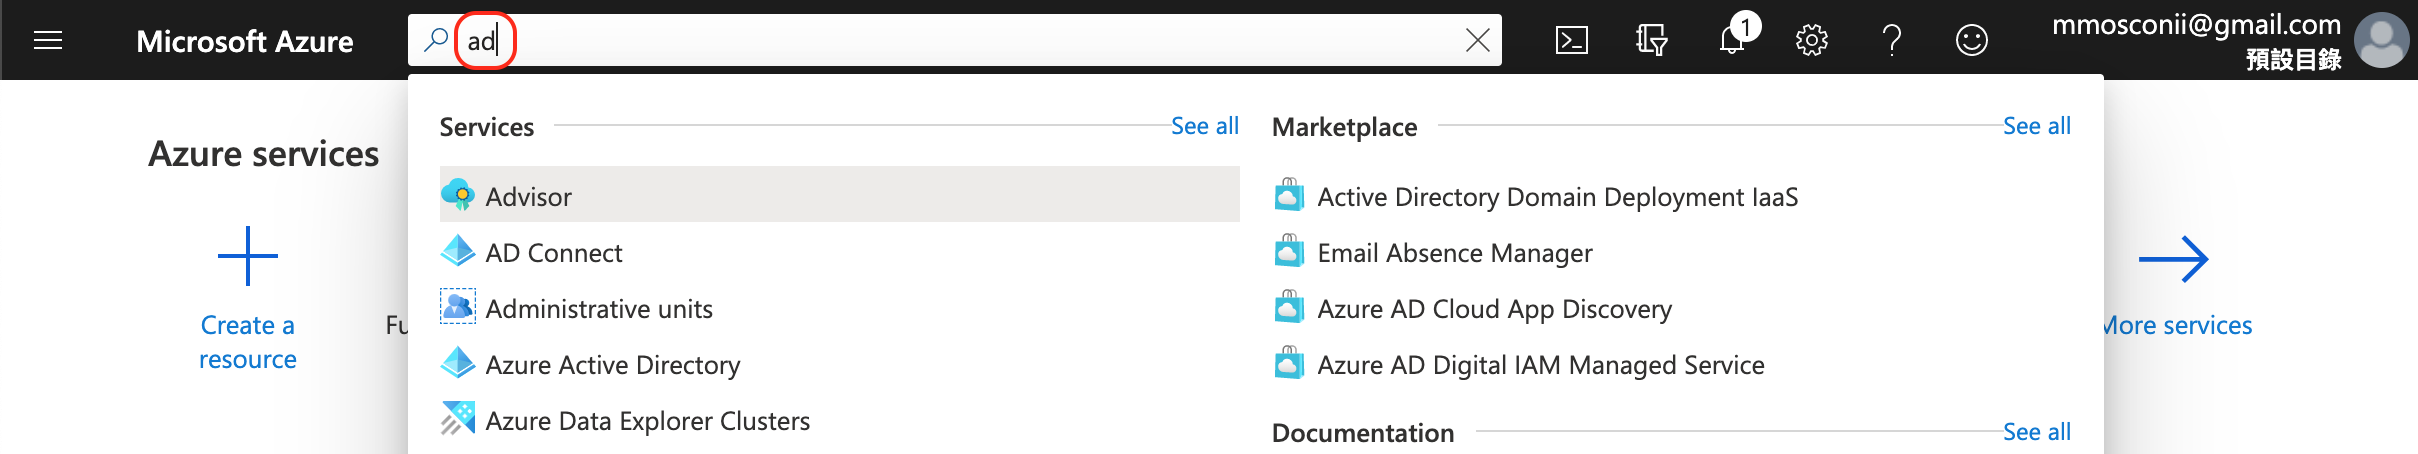 Microsoft Azure
ad
1
mmosconii@gmail.com
預設目錄
Azure services
Create a
resource
Fu
More services
Services
See all
Advisor
AD Connect
Administrative units
Azure Active Directory
Azure Data Explorer Clusters
Marketplace
See all
Active Directory Domain Deployment IaaS
Email Absence Manager
Azure AD Cloud App Discovery
Azure AD Digital IAM Managed Service
Documentation
See all